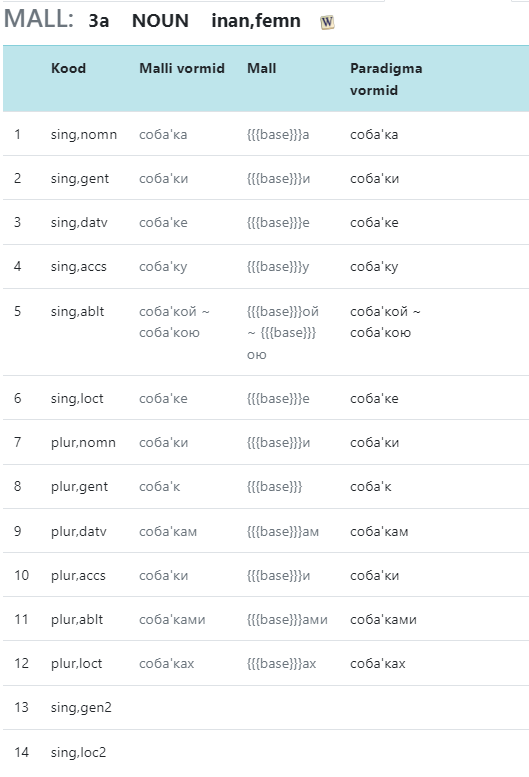 MALL: 3a NOUN inan,femn W
Kood Malli vormid Mall Paradigma
vormid
1 sing,nomn соба'ка {{{base}}}а соба'ка
2 sing,gent соба'ки {{{base}}}и соба'ки
3 sing,datv соба'ке {{{base}}}е соба'ке
4 sing,accs соба'ку {{{base}}}у соба'ку
5 sing,ablt соба'кой ~ {{{base}}}ой соба'кой ~
соба'кою ~ {{{base}}} соба'кою
ою
6 sing,loct соба'ке {{{base}}}е соба'ке
7 plur,nomn соба'ки {{{base}}}и соба'ки
8 plur,gent соба'к {{{base}}} соба'к
9 plur,datv соба'кам {{{base}}}ам соба'кам
10 plur,accs соба'ки {{{base}}}и соба'ки
11 plur,ablt соба'ками {{{base}}}ами соба'ками
12 plur,loct соба'ках {{{base}}}ах соба'ках
13 sing,gen2
14 sing,loc2